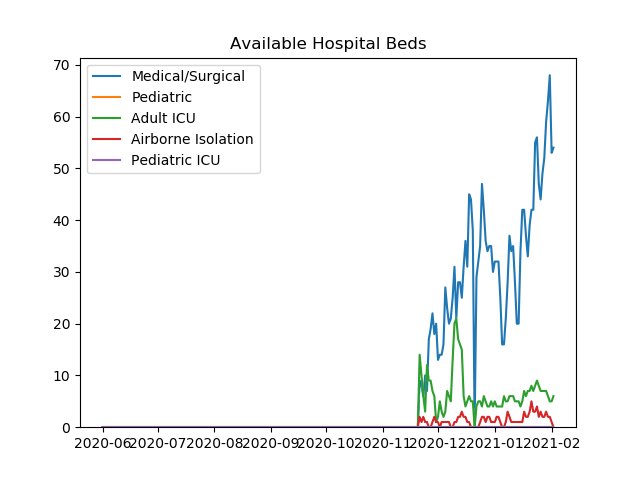 Available Hospital Beds
70
60
50
40
30
20
10
0
Medical/Surgical
Pediatric
Adult ICU
Airborne Isolation
Pediatric ICU
2020-06 2020-07 2020-08 2020-09 2020-10 2020-11 2020-12 2021-01 2021-02